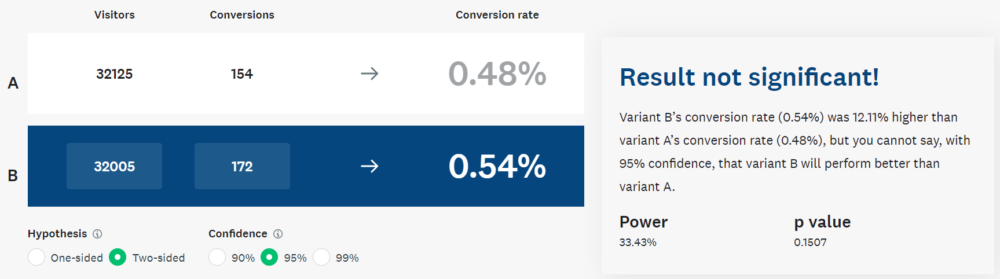 Visitors Conversions Conversion rate
A 32125 154 → 0.48%
B 32005 172 → 0.54%
Hypothesis Confidence
One-sided Two-sided 90% 95% 99%
Result not significant!
Variant B’s conversion rate (0.54%) was 12.11% higher than
variant A’s conversion rate (0.48%), but you cannot say, with
95% confidence, that variant B will perform better than
variant A.
Power p value
33.43% 0.1507